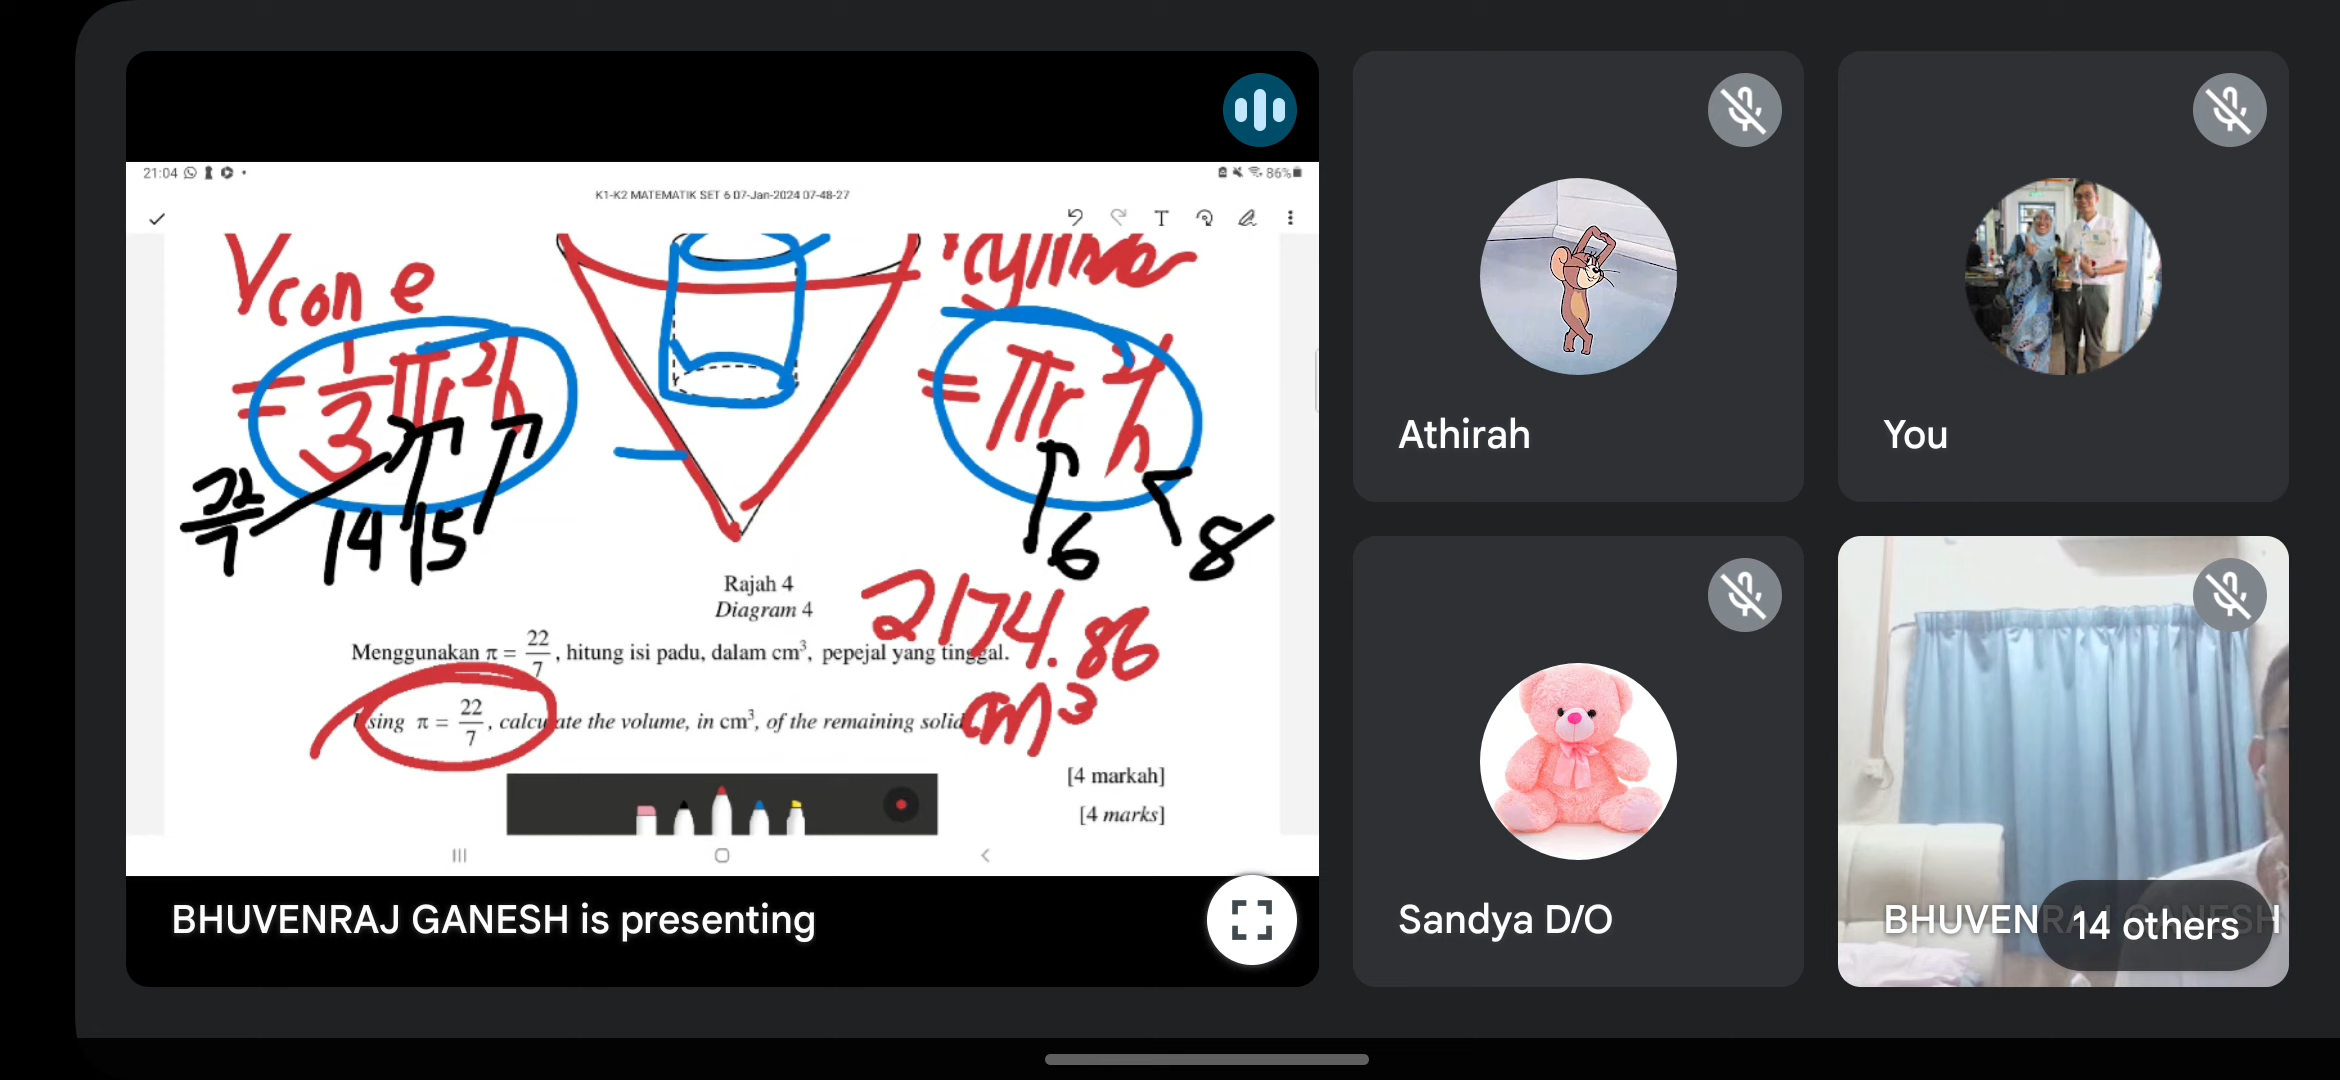 21:04
86%
K1-K2 MATEMATIK SET 6 07-Jan-2024 07-48-27
T
Vcone
= 1/3 πr²h
22/7
14
15
= πr²h
6
8
Rajah 4
Diagram 4
2174.86
cm³
Menggunakan π = 22/7, hitung isi padu, dalam cm³, pepejal yang tinggal.
Using π = 22/7, calculate the volume, in cm³, of the remaining solid
[4 markah]
[4 marks]
BHUVENRAJ GANESH is presenting
Athirah
You
Sandya D/O
BHUVENRAJ GANESH
14 others